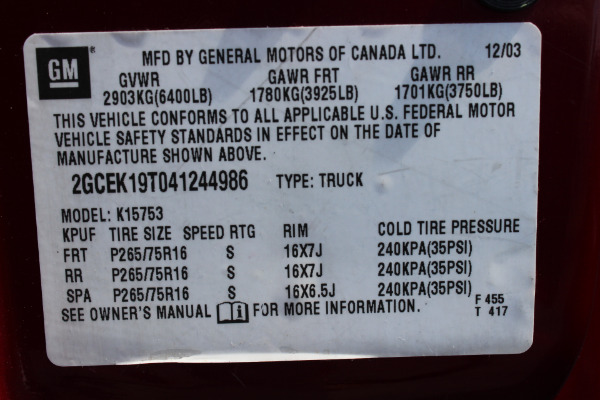 GM
MFD BY GENERAL MOTORS OF CANADA LTD. 12/03
GVWR GAWR FRT GAWR RR
2903KG(6400LB) 1780KG(3925LB) 1701KG(3750LB)
THIS VEHICLE CONFORMS TO ALL APPLICABLE U.S. FEDERAL MOTOR
VEHICLE SAFETY STANDARDS IN EFFECT ON THE DATE OF
MANUFACTURE SHOWN ABOVE.
2GCEK19T041244986 TYPE: TRUCK
MODEL: K15753
KPUF TIRE SIZE SPEED RTG RIM COLD TIRE PRESSURE
FRT P265/75R16 S 16X7J 240KPA(35PSI)
RR P265/75R16 S 16X7J 240KPA(35PSI)
SPA P265/75R16 S 16X6.5J 240KPA(35PSI)
SEE OWNER'S MANUAL FOR MORE INFORMATION. F 455
T 417